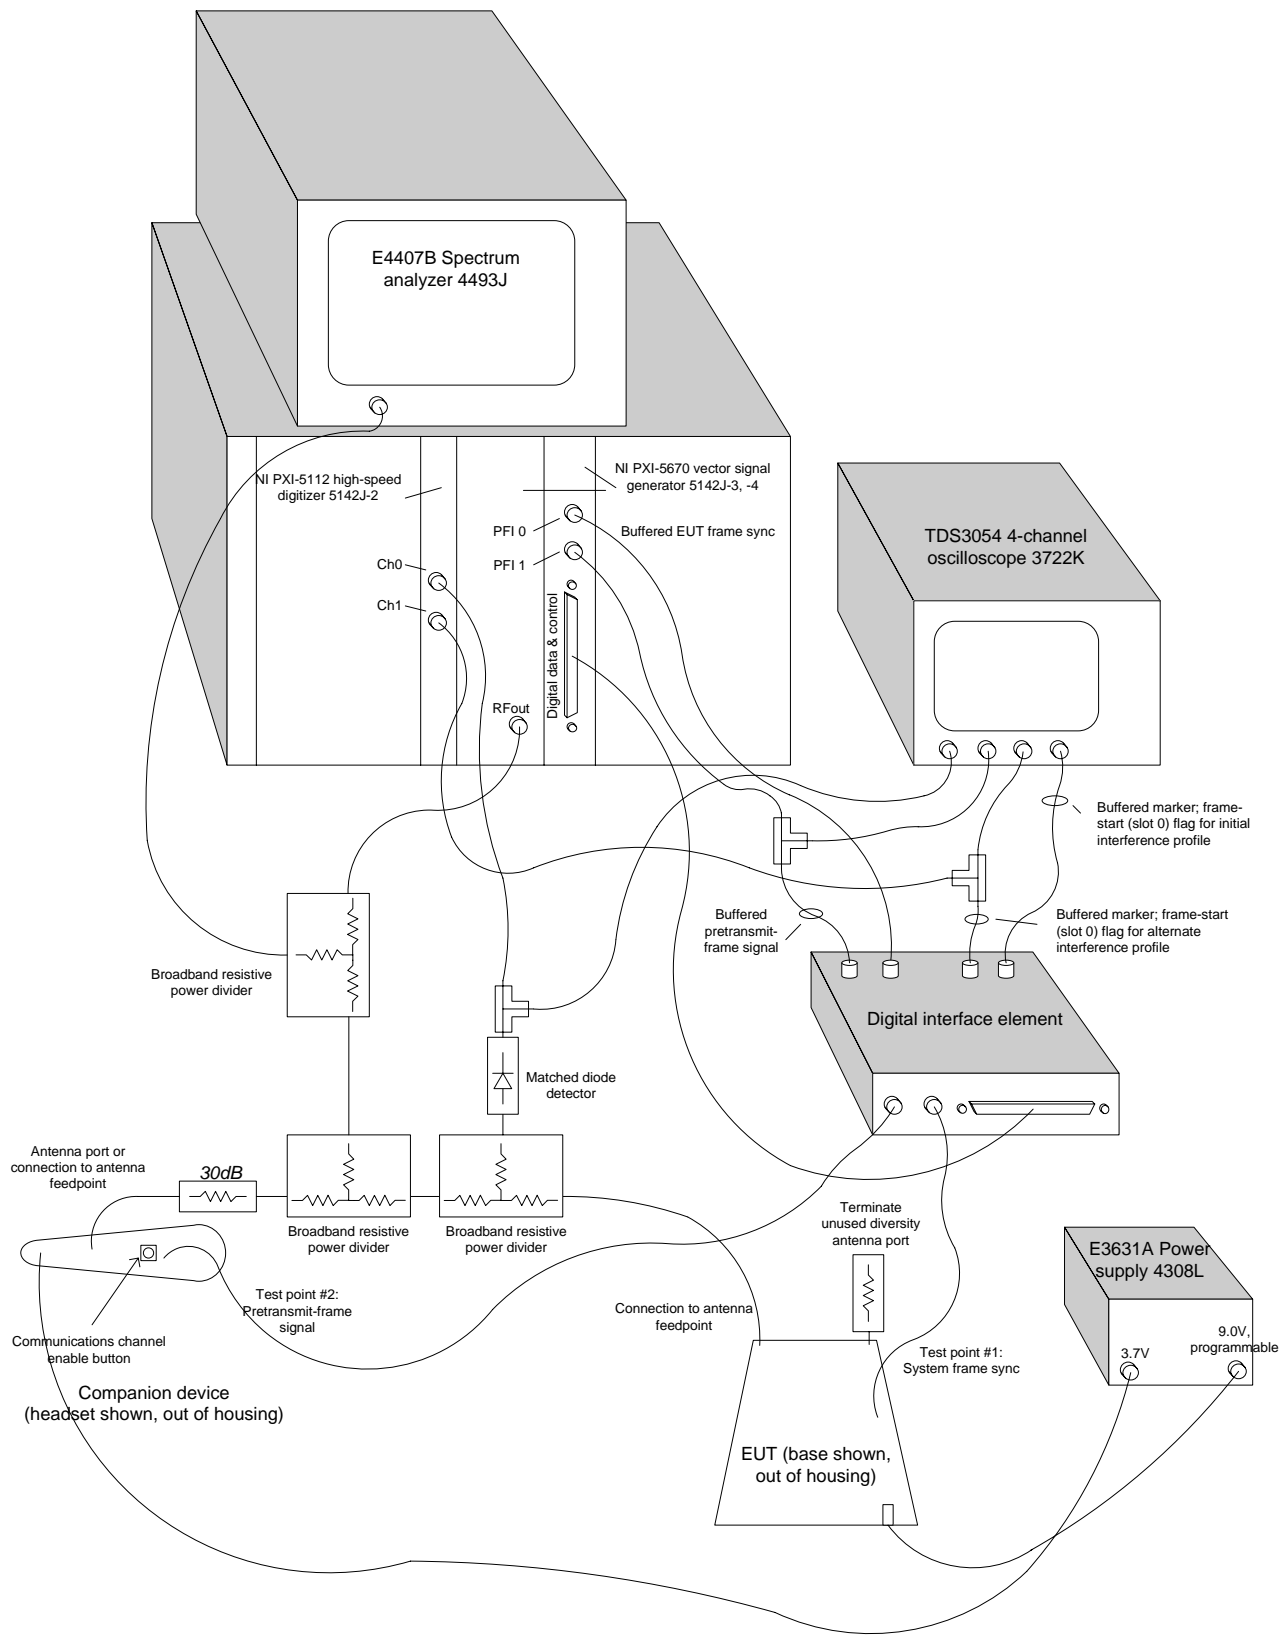 E4407B Spectrum
analyzer 4493J
NI PXI-5112 high-speed
digitizer 5142J-2
NI PXI-5670 vector signal
generator 5142J-3, -4
PFI 0
Buffered EUT frame sync
PFI 1
Ch0
Ch1
Digital data & control
RFout
TDS3054 4-channel
oscilloscope 3722K
Buffered marker; frame-
start (slot 0) flag for initial
interference profile
Buffered
pretransmit-
frame signal
Buffered marker; frame-start
(slot 0) flag for alternate
interference profile
Broadband resistive
power divider
Digital interface element
Matched diode
detector
Antenna port or
connection to antenna
feedpoint
30dB
Broadband resistive
power divider
Broadband resistive
power divider
Terminate
unused diversity
antenna port
E3631A Power
supply 4308L
Test point #2:
Pretransmit-frame
signal
Connection to antenna
feedpoint
Communications channel
enable button
Test point #1:
System frame sync
3.7V
9.0V,
programmable
Companion device
(headset shown, out of housing)
EUT (base shown,
out of housing)